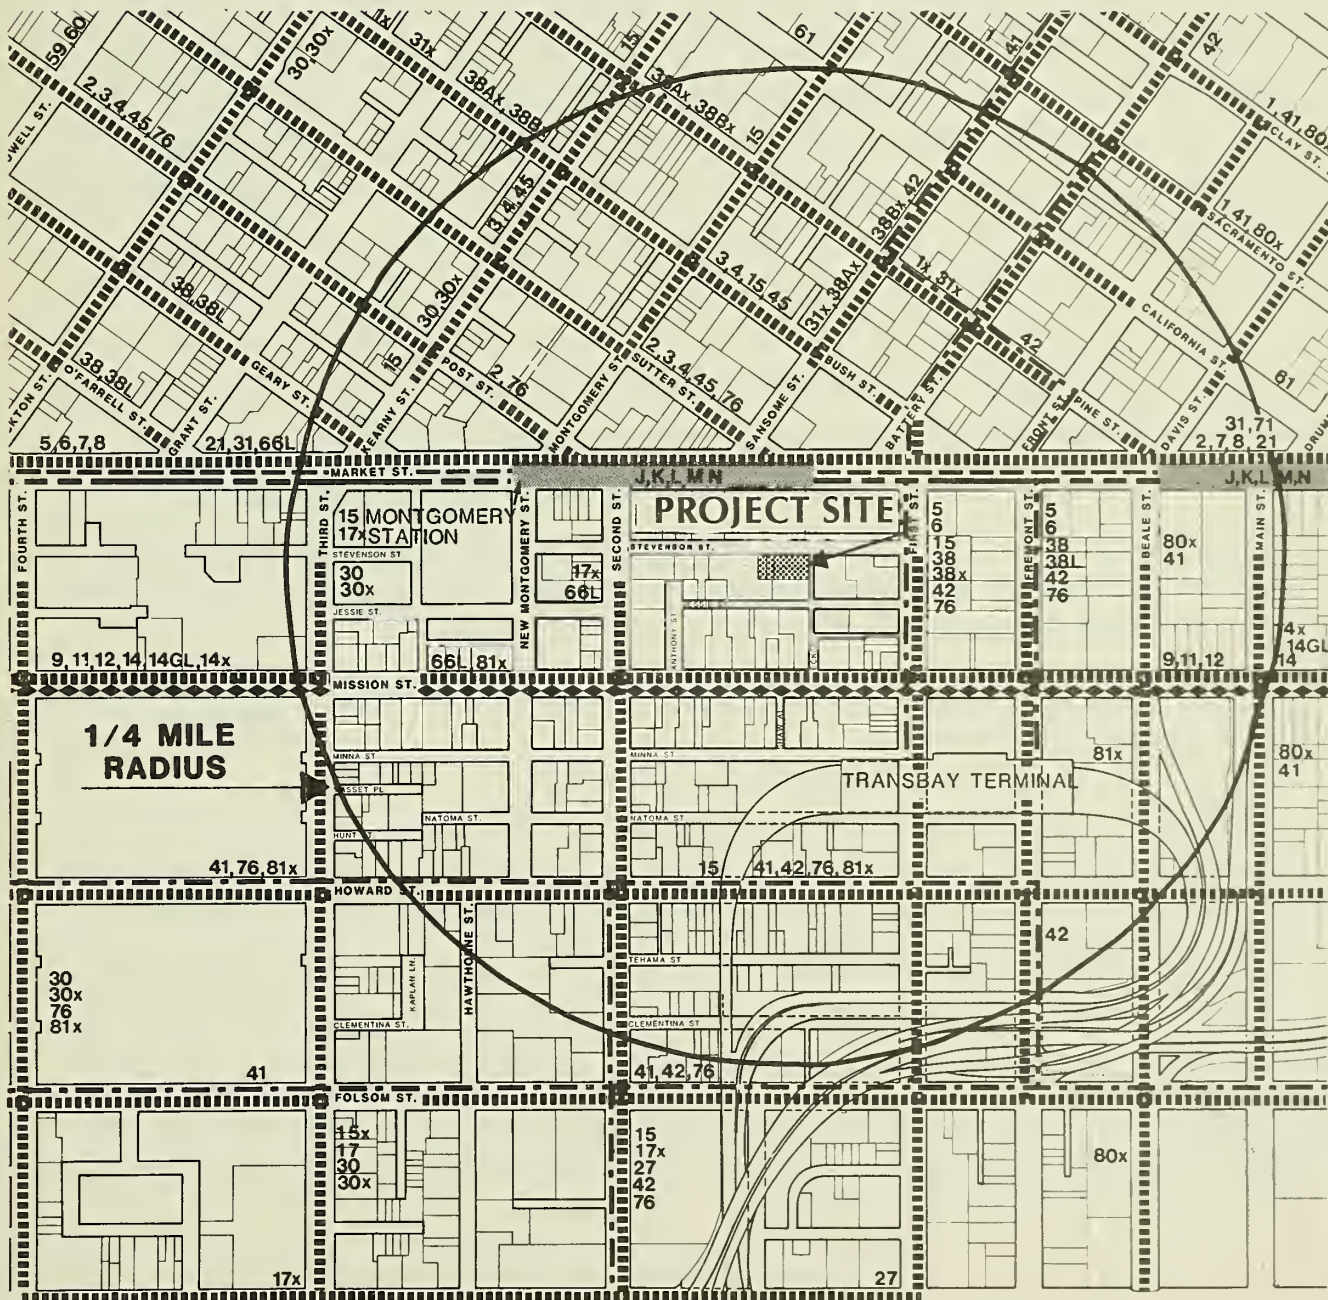 59,60
30,30x
1x
31x
15
61
1
41
42
2,3,4,45,76
38Ax, 38Bx
38Ax, 38Bx
15
1,41,80x
CLAY ST.
3,4,45
38Bx, 42
1,41,80x
SACRAMENTO ST.
38,38L
30,30x
3,4,15,45
31x,38Ax
1x, 31x
CALIFORNIA ST.
42
61
38,38L
O'FARRELL ST.
GEARY ST.
15
POST ST.
2,76
SUTTER ST.
2,3,4,45,76
BUSH ST.
PINE ST.
GRANT ST.
KEARNY ST.
MONTGOMERY ST.
SANSOME ST.
BATTERY ST.
FRONT ST.
DAVIS ST.
5,6,7,8
21,31,66L
31,71
2,7,8,21
MARKET ST.
J,K,L,M,N
J,K,L,M,N
FOURTH ST.
THIRD ST.
NEW MONTGOMERY ST.
SECOND ST.
FIRST ST.
FREMONT ST.
BEALE ST.
MAIN ST.
15 MONTGOMERY
17x STATION
PROJECT SITE
STEVENSON ST
STEVENSON ST.
30
30x
17x
66L
5
6
15
38
38x
42
76
5
6
38
38L
42
76
80x
41
JESSIE ST.
ANTHONY ST
9,11,12,14,14GL,14x
66L,81x
9,11,12
14x
14GL
14
MISSION ST.
1/4 MILE
RADIUS
MINNA ST
MINNA ST
SHAW AL
81x
80x
41
TRANSBAY TERMINAL
NATOMA ST.
NATOMA ST
HUNT ST
41,76,81x
15
41,42,76,81x
HOWARD ST.
HAWTHORNE ST.
KAPLAN LN.
TEHAMA ST
42
30
30x
76
81x
CLEMENTINA ST.
CLEMENTINA ST
41
41,42,76
FOLSOM ST.
15x
17
30
30x
15
17x
27
42
76
80x
17x
27